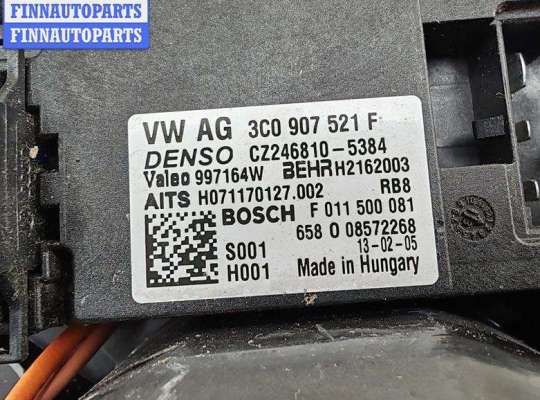 FINNAUTOPARTS
FINNAUTOPARTS
VW AG 3C0 907 521 F
DENSO CZ246810-5384
Valeo 997164W BEHR H2162003
AITS H071170127.002 RB8
BOSCH F 011 500 081
658 0 08572268
S001 13-02-05
H001 Made in Hungary